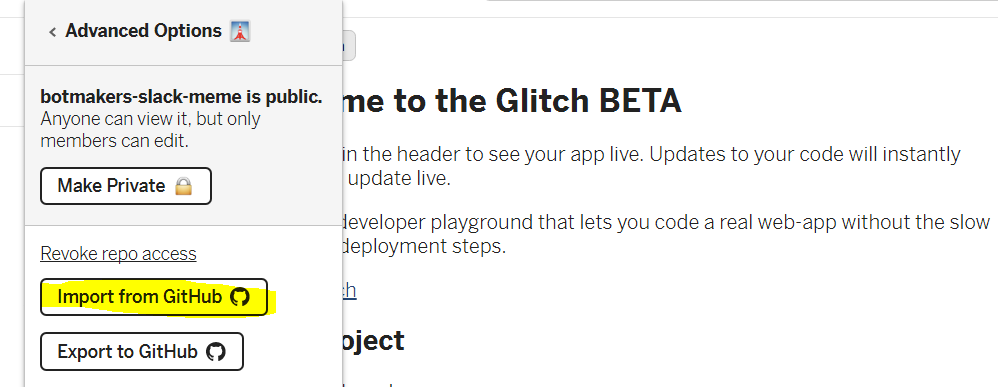 Advanced Options
botmakers-slack-meme is public.
Anyone can view it, but only
members can edit.
Make Private
Revoke repo access
Import from GitHub
Export to GitHub
me to the Glitch BETA
in the header to see your app live. Updates to your code will instantly
update live.
developer playground that lets you code a real web-app without the slow
deployment steps.
ch
oject